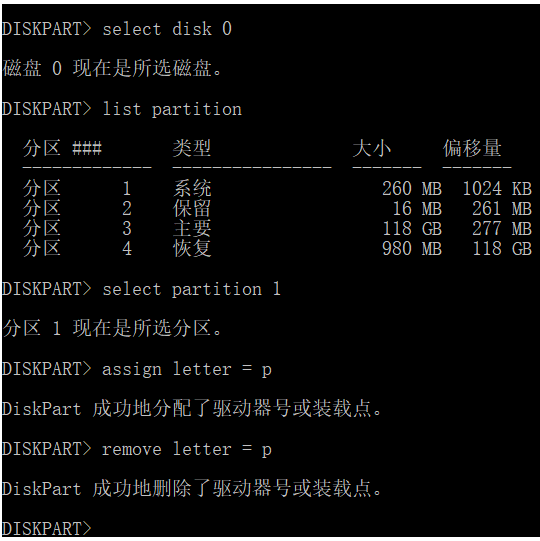 DISKPART> select disk 0
磁盘 0 现在是所选磁盘。
DISKPART> list partition
分区 ### 类型 大小 偏移量
------------- ---------------- ------- -------
分区 1 系统 260 MB 1024 KB
分区 2 保留 16 MB 261 MB
分区 3 主要 118 GB 277 MB
分区 4 恢复 980 MB 118 GB
DISKPART> select partition 1
分区 1 现在是所选分区。
DISKPART> assign letter = p
DiskPart 成功地分配了驱动器号或装载点。
DISKPART> remove letter = p
DiskPart 成功地删除了驱动器号或装载点。
DISKPART>